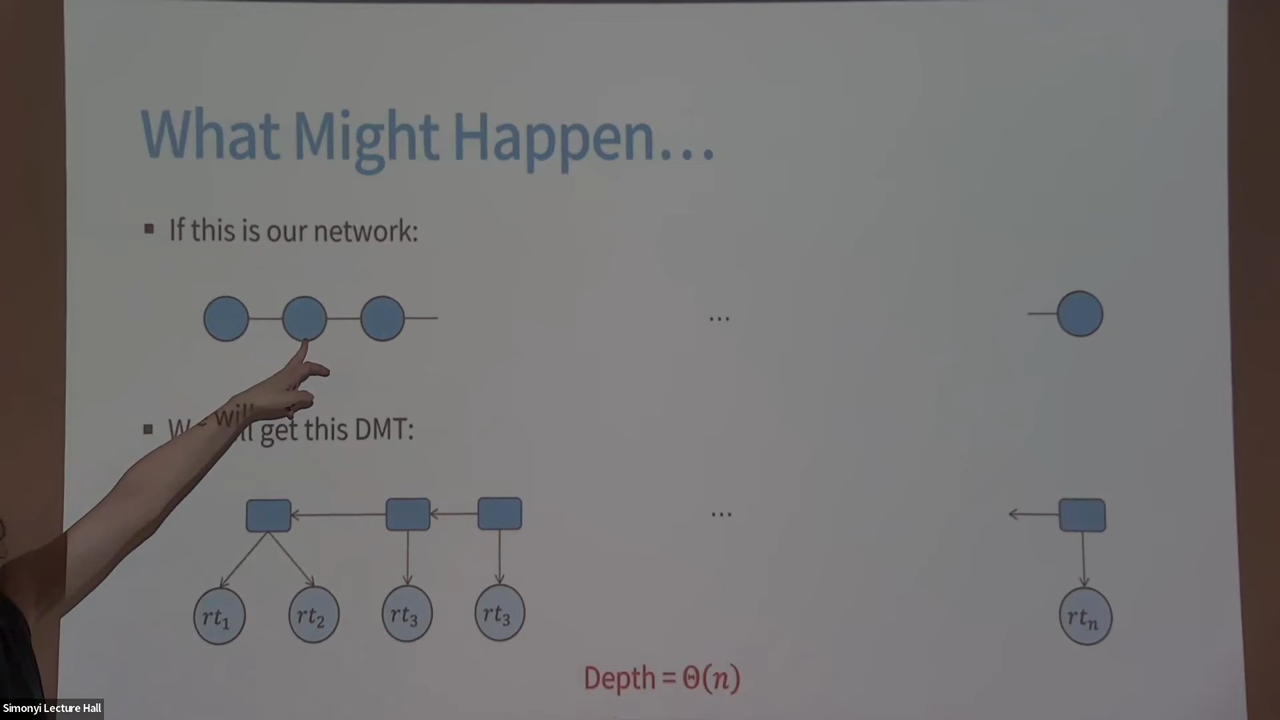 What Might Happen...
▪ If this is our network:
...
▪ We will get this DMT:
...
rt₁ rt₂ rt₃ rt₃ rtₙ
Depth = Θ(n)
Simonyi Lecture Hall